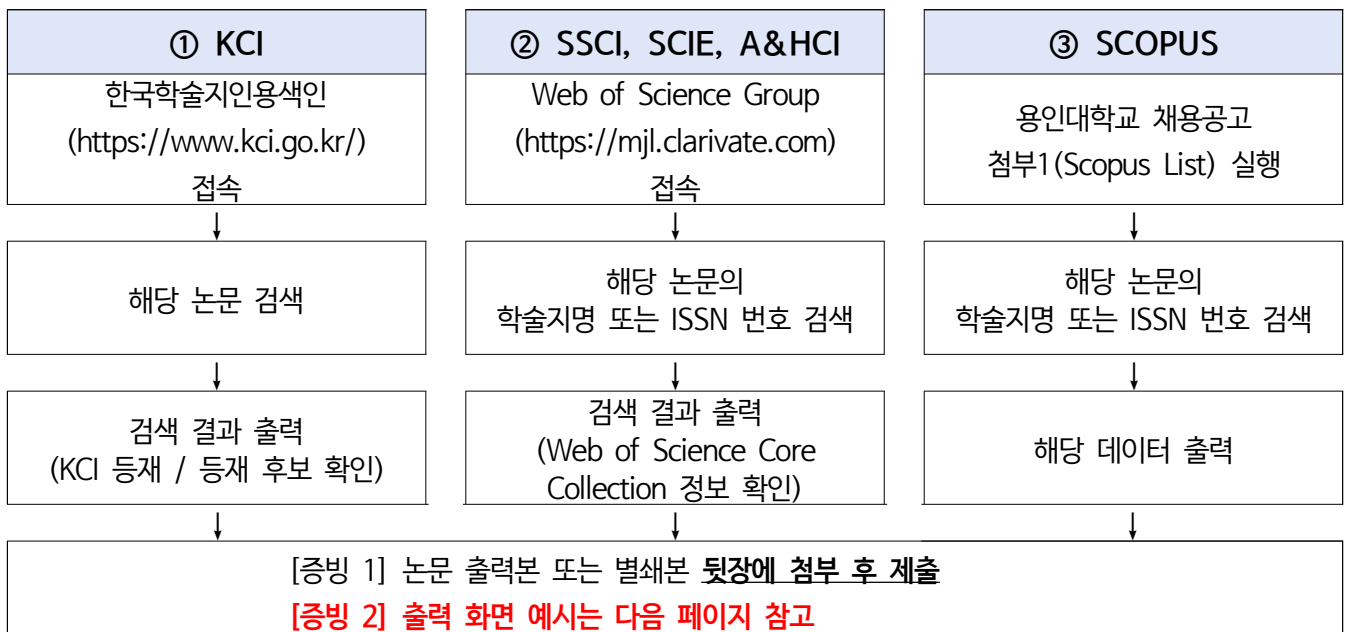 ① KCI
한국학술지인용색인
(https://www.kci.go.kr/)
접속
해당 논문 검색
검색 결과 출력
(KCI 등재 / 등재 후보 확인)
② SSCI, SCIE, A&HCI
Web of Science Group
(https://mjl.clarivate.com)
접속
해당 논문의
학술지명 또는 ISSN 번호 검색
검색 결과 출력
(Web of Science Core
Collection 정보 확인)
③ SCOPUS
용인대학교 채용공고
첨부1(Scopus List) 실행
해당 논문의
학술지명 또는 ISSN 번호 검색
해당 데이터 출력
[증빙 1] 논문 출력본 또는 별쇄본 뒷장에 첨부 후 제출
[증빙 2] 출력 화면 예시는 다음 페이지 참고